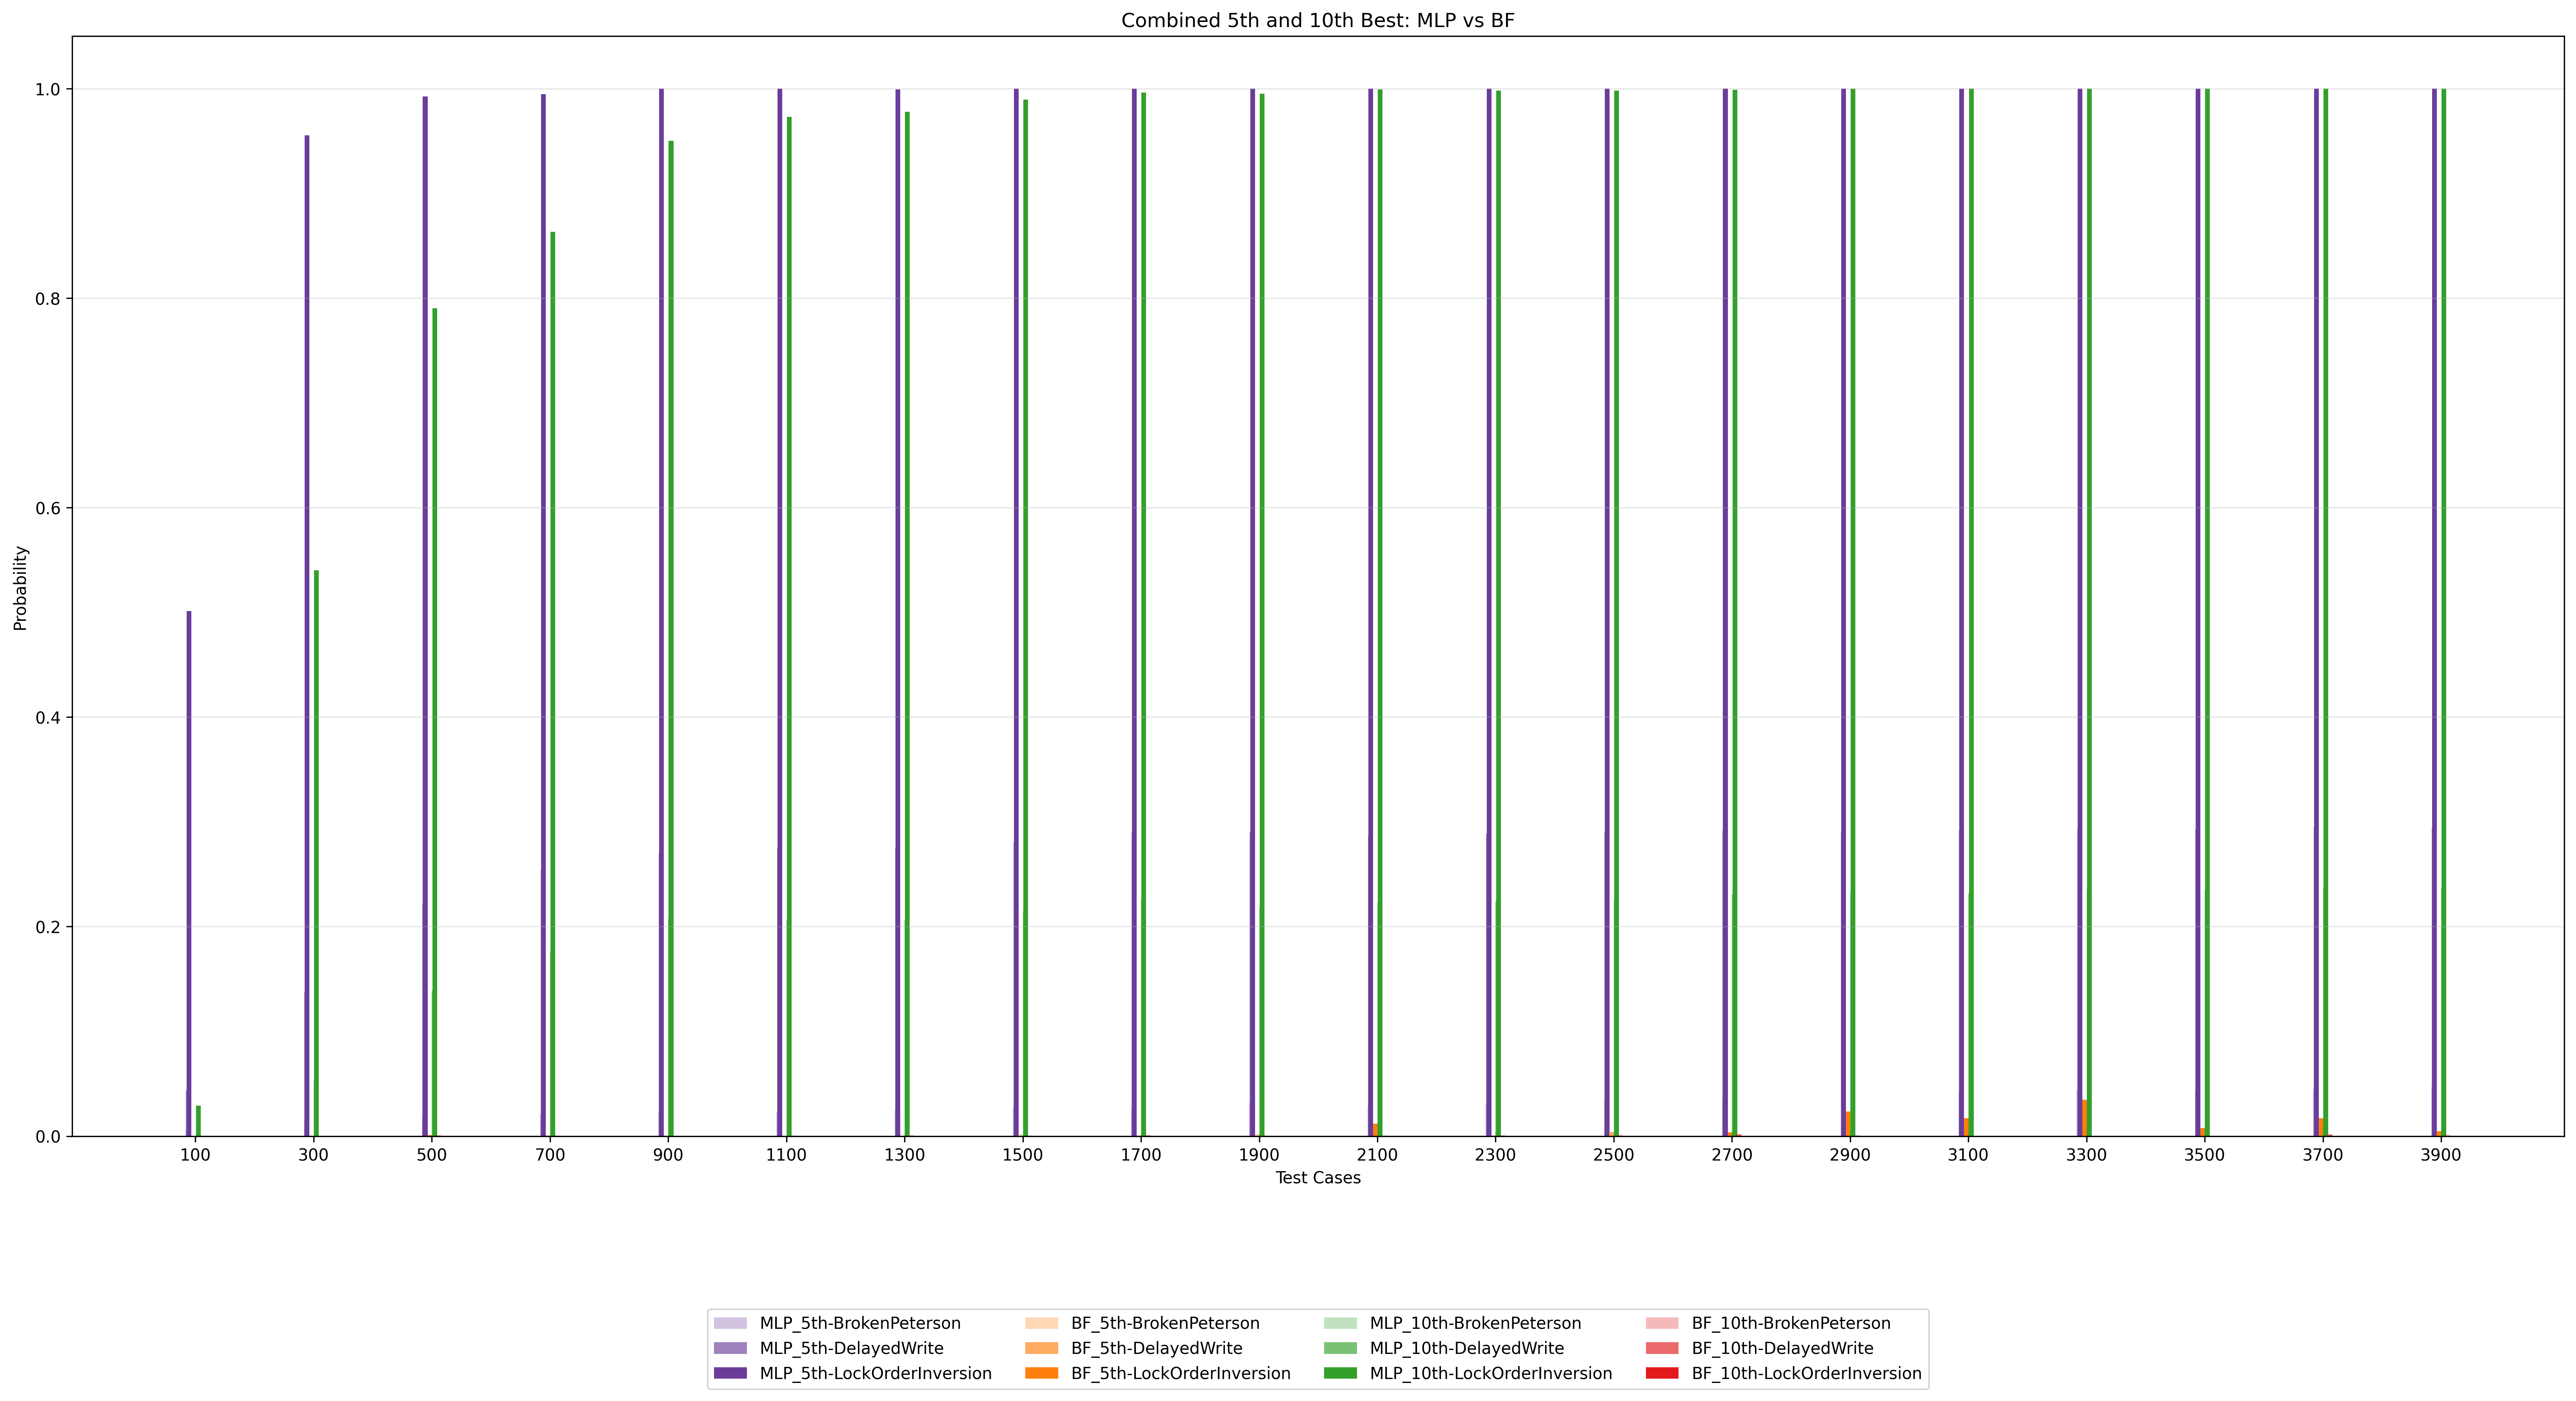 Combined 5th and 10th Best: MLP vs BF
1.0
0.8
0.6
0.4
0.2
0.0
Probability
100 300 500 700 900 1100 1300 1500 1700 1900 2100 2300 2500 2700 2900 3100 3300 3500 3700 3900
Test Cases
MLP_5th-BrokenPeterson BF_5th-BrokenPeterson MLP_10th-BrokenPeterson BF_10th-BrokenPeterson
MLP_5th-DelayedWrite BF_5th-DelayedWrite MLP_10th-DelayedWrite BF_10th-DelayedWrite
MLP_5th-LockOrderInversion BF_5th-LockOrderInversion MLP_10th-LockOrderInversion BF_10th-LockOrderInversion